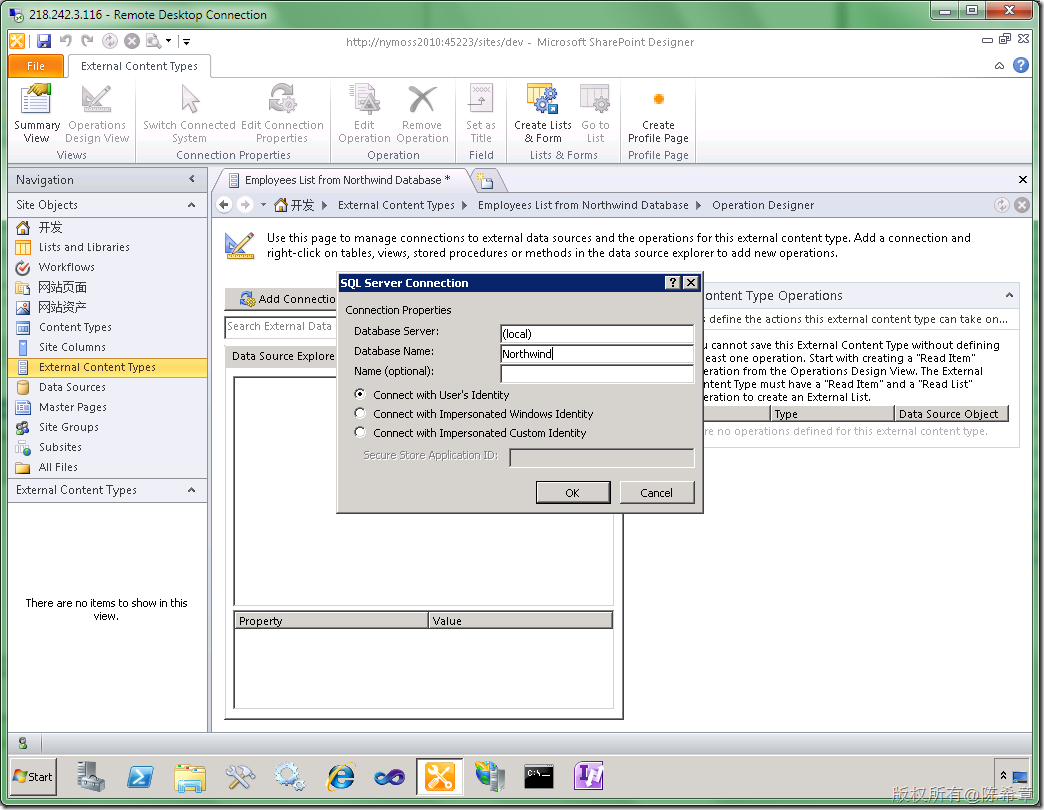 218.242.3.116 - Remote Desktop Connection
http://nymoss2010:45223/sites/dev - Microsoft SharePoint Designer
File
External Content Types
Summary View
Operations Design View
Switch Connected System
Edit Connection Properties
Edit Operation
Remove Operation
Set as Title
Create Lists & Form
Go to List
Create Profile Page
Views
Connection Properties
Operation
Field
Lists & Forms
Profile Page
Navigation
Employees List from Northwind Database *
Site Objects
开发
External Content Types
Employees List from Northwind Database
Operation Designer
开发
Lists and Libraries
Workflows
网站页面
网站资产
Content Types
Site Columns
External Content Types
Data Sources
Master Pages
Site Groups
Subsites
All Files
External Content Types
There are no items to show in this
view.
Use this page to manage connections to external data sources and the operations for this external content type. Add a connection and
right-click on tables, views, stored procedures or methods in the data source explorer to add new operations.
Add Connectio
Search External Data
Data Source Explore
Property
Value
SQL Server Connection
Connection Properties
Database Server:
(local)
Database Name:
Northwind
Name (optional):
Connect with User's Identity
Connect with Impersonated Windows Identity
Connect with Impersonated Custom Identity
Secure Store Application ID:
OK
Cancel
ontent Type Operations
s define the actions this external content type can take on...
u cannot save this External Content Type without defining
east one operation. Start with creating a "Read Item"
eration from the Operations Design View. The External
ntent Type must have a "Read Item" and a "Read List"
eration to create an External List.
Type
Data Source Object
re no operations defined for this external content type.
Start
版权所有@陈希章